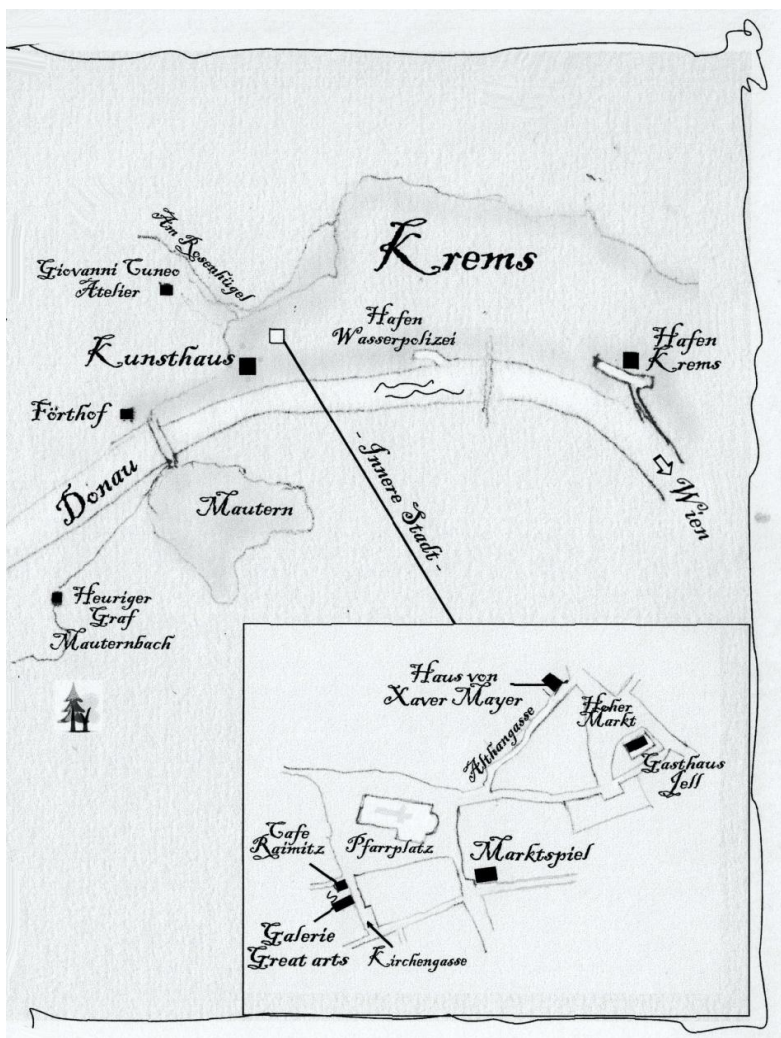 Am Rosenhügel
Giovanni Cuneo
Atelier
Krems
Hafen
Wasserpolizei
Kunsthaus
Hafen
Krems
Förthof
Donau
- Innere Stadt -
Wien
Mautern
Heuriger
Graf
Mauternbach
Haus von
Xaver Mayer
Hoher
Markt
Althangasse
Gasthaus
Jell
Cafe
Raimitz
Pfarrplatz
Marktspiel
Galerie
Great arts
Kirchengasse